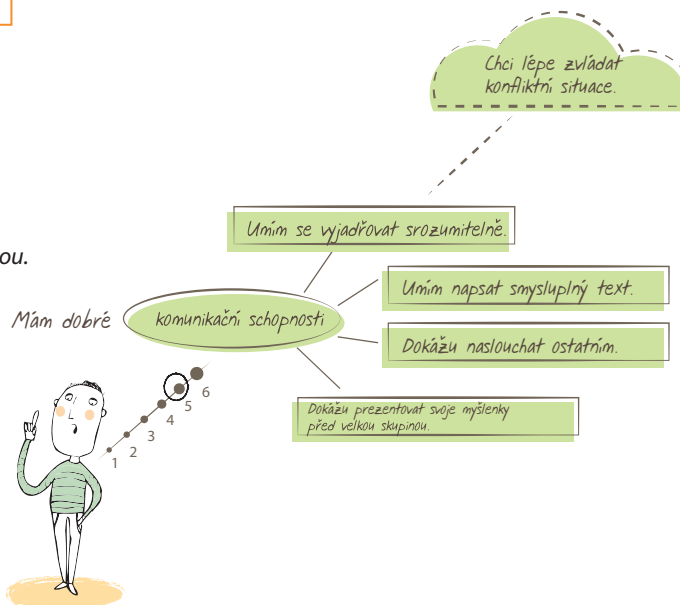 Chci lépe zvládat
konfliktní situace.
Umím se vyjadřovat srozumitelně.
ou.
Umím napsat smysluplný text.
Mám dobré komunikační schopnosti
Dokážu naslouchat ostatním.
Dokážu prezentovat svoje myšlenky
před velkou skupinou.
1 2 3 4 5 6